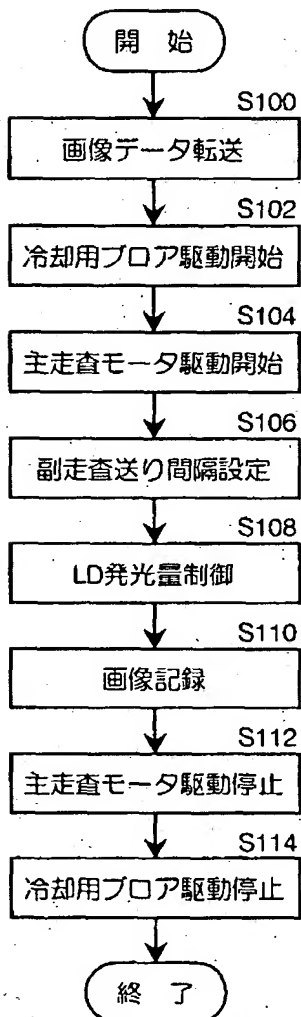 開 始
S100
画像データ転送
S102
冷却用ブロア駆動開始
S104
主走査モータ駆動開始
S106
副走査送り間隔設定
S108
LD発光量制御
S110
画像記録
S112
主走査モータ駆動停止
S114
冷却用ブロア駆動停止
終 了